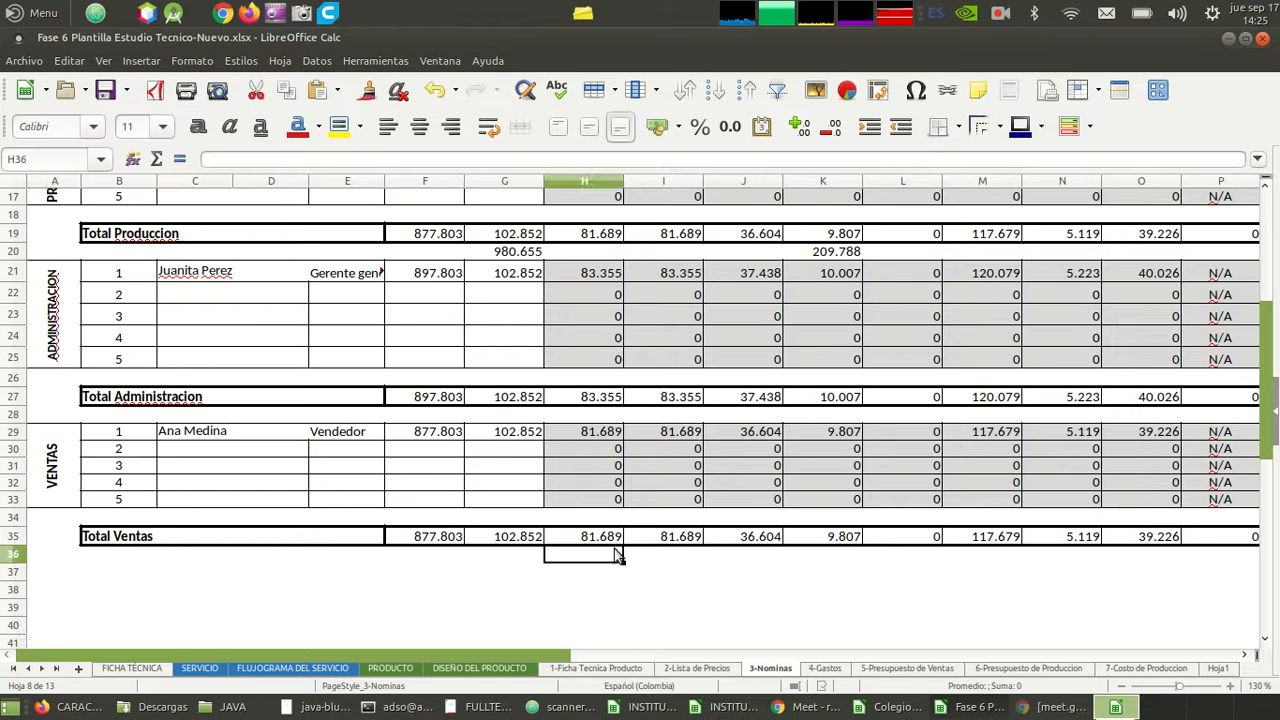 Menu
ES
jue sep 17
14:25
Fase 6 Plantilla Estudio Tecnico-Nuevo.xlsx - LibreOffice Calc
Archivo Editar Ver Insertar Formato Estilos Hoja Datos Herramientas Ventana Ayuda
Abc
Calibri 11 a a a a % 0.0
H36
A B C D E F G H I J K L M N O P
17 PR 5 0 0 0 0 0 0 0 0 N/A
18
19 Total Produccion 877.803 102.852 81.689 81.689 36.604 9.807 0 117.679 5.119 39.226 0
20 980.655 209.788
21 ADMINISTRACION 1 Juanita Perez Gerente gen 897.803 102.852 83.355 83.355 37.438 10.007 0 120.079 5.223 40.026 N/A
22 2 0 0 0 0 0 0 0 0 N/A
23 3 0 0 0 0 0 0 0 0 N/A
24 4 0 0 0 0 0 0 0 0 N/A
25 5 0 0 0 0 0 0 0 0 N/A
26
27 Total Administracion 897.803 102.852 83.355 83.355 37.438 10.007 0 120.079 5.223 40.026 0
28
29 VENTAS 1 Ana Medina Vendedor 877.803 102.852 81.689 81.689 36.604 9.807 0 117.679 5.119 39.226 N/A
30 2 0 0 0 0 0 0 0 0 N/A
31 3 0 0 0 0 0 0 0 0 N/A
32 4 0 0 0 0 0 0 0 0 N/A
33 5 0 0 0 0 0 0 0 0 N/A
34
35 Total Ventas 877.803 102.852 81.689 81.689 36.604 9.807 0 117.679 5.119 39.226 0
36
37
38
39
40
41
FICHA TÉCNICA SERVICIO FLUJOGRAMA DEL SERVICIO PRODUCTO DISEÑO DEL PRODUCTO 1-Ficha Tecnica Producto 2-Lista de Precios 3-Nominas 4-Gastos 5-Presupuesto de Ventas 6-Presupuesto de Produccion 7-Costo de Produccion Hoja1
Hoja 8 de 13 PageStyle_3-Nominas Español (Colombia) Promedio: ; Suma: 0 130 %
CARAC... Descargas JAVA java-blu... adso@a... FULLTE... scanner... INSTITU... INSTITU... Meet - r... Colegio... Fase 6 P... [meet.g...